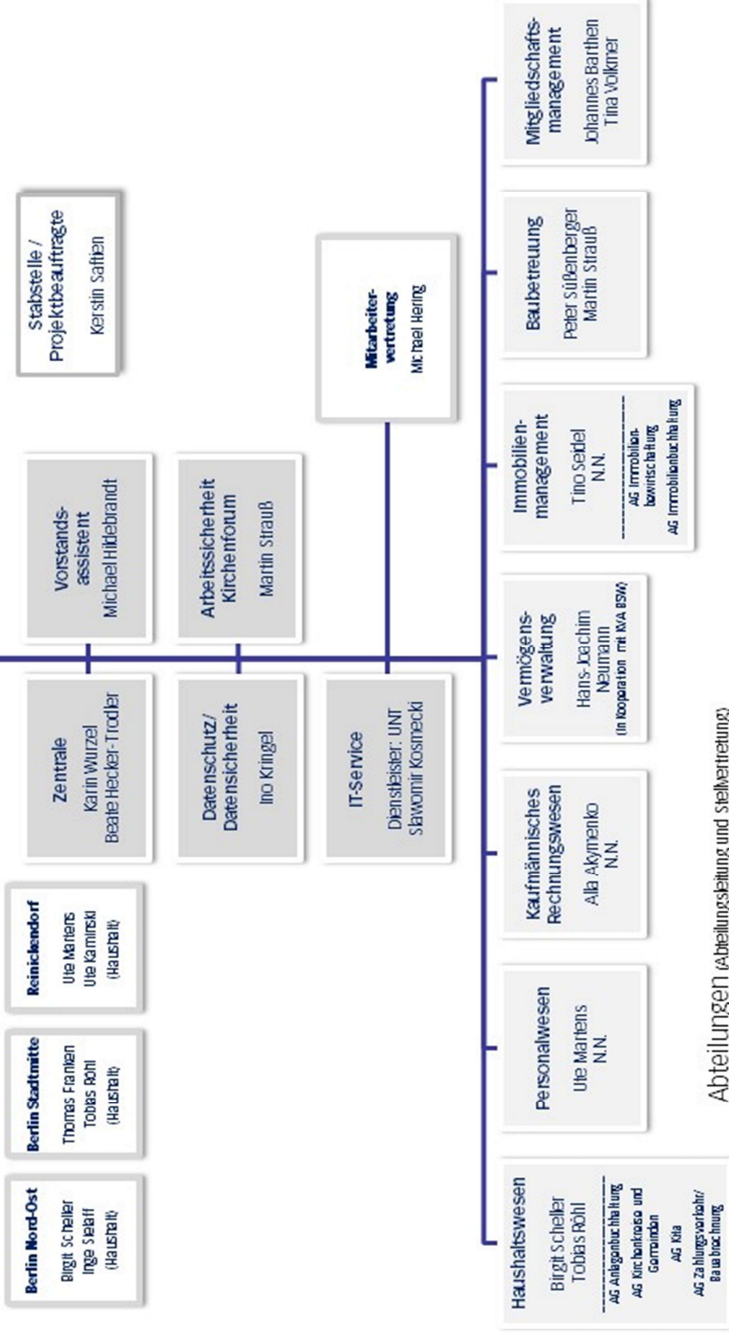 Berlin Nord-Ost
Birgit Scheller
Inge Sielaff
(Haushalt)
Berlin Stadtmitte
Thomas Franken
Tobias Röhl
(Haushalt)
Reinickendorf
Ute Martens
Ute Kaminski
(Haushalt)
Zentrale
Karin Wurzel
Beate Hecker-Trodler
Vorstands-
assistent
Michael Hildebrandt
Stabstelle /
Projektbeauftragte
Kerstin Saftien
Datenschutz/
Datensicherheit
Ino Kringel
Arbeitssicherheit
Kirchenforum
Martin Strauß
IT-Service
Dienstleister: UNT
Slawomir Kosmecki
Mitarbeiter-
vertretung
Michael Hering
Haushaltswesen
Birgit Scheller
Tobias Röhl
AG Anlagenbuchhaltung
AG Kirchenkreise und
Gemeinden
AG Kita
AG Zahlungsverkehr/
Bauabrechnung
Personalwesen
Ute Martens
N.N.
Kaufmännisches
Rechnungswesen
Alla Akymenko
N.N.
Vermögens-
verwaltung
Hans-Joachim
Neumann
(In Kooperation mit KVA BSW)
Immobilien-
management
Tino Seidel
N.N.
AG Immobilien-
bewirtschaftung
AG Immobilienbuchhaltung
Baubetreuung
Peter Süßenberger
Martin Strauß
Mitgliedschafts-
management
Johannes Barthen
Tina Volkmer
Abteilungen (Abteilungsleitung und Stellvertretung)